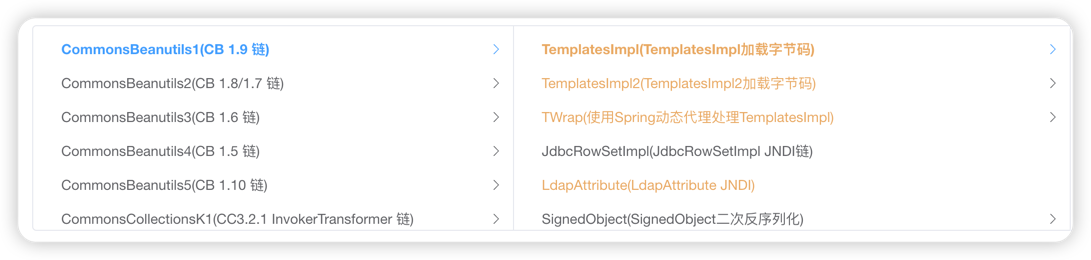 CommonsBeanutils1(CB 1.9 链)
CommonsBeanutils2(CB 1.8/1.7 链)
CommonsBeanutils3(CB 1.6 链)
CommonsBeanutils4(CB 1.5 链)
CommonsBeanutils5(CB 1.10 链)
CommonsCollectionsK1(CC3.2.1 InvokerTransformer 链)
TemplatesImpl(TemplatesImpl加载字节码)
TemplatesImpl2(TemplatesImpl2加载字节码)
TWrap(使用Spring动态代理处理TemplatesImpl)
JdbcRowSetImpl(JdbcRowSetImpl JNDI链)
LdapAttribute(LdapAttribute JNDI)
SignedObject(SignedObject二次反序列化)